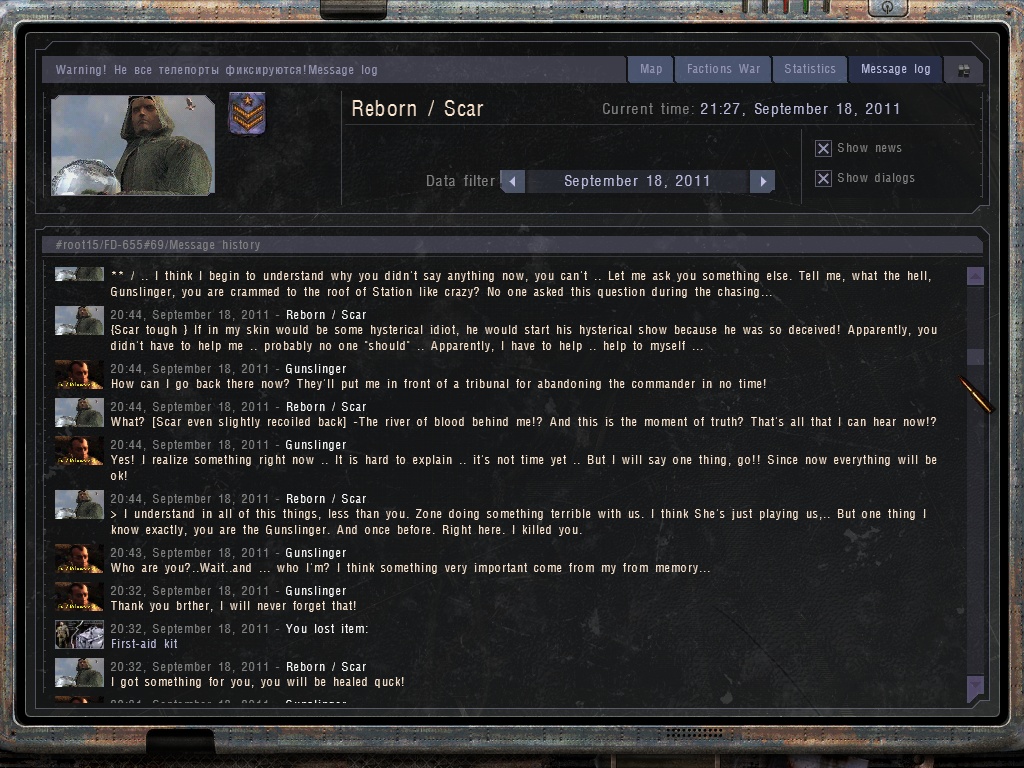 Warning! Не все телепорты фиксируются!Message log
Map
Factions War
Statistics
Message log
Reborn / Scar
Current time: 21:27, September 18, 2011
Show news
Data filter
September 18, 2011
Show dialogs
#root15/FD-655#69/Message history
** / .. I think I begin to understand why you didn't say anything now, you can't .. Let me ask you something else. Tell me, what the hell,
Gunslinger, you are crammed to the roof of Station like crazy? No one asked this question during the chasing...
20:44, September 18, 2011 - Reborn / Scar
{Scar tough } If in my skin would be some hysterical idiot, he would start his hysterical show because he was so deceived! Apparently, you
didn't have to help me .. probably no one "should" .. Apparently, I have to help .. help to myself ...
20:44, September 18, 2011 - Gunslinger
How can I go back there now? They'll put me in front of a tribunal for abandoning the commander in no time!
20:44, September 18, 2011 - Reborn / Scar
What? [Scar even slightly recoiled back] -The river of blood behind me!? And this is the moment of truth? That's all that I can hear now!?
20:44, September 18, 2011 - Gunslinger
Yes! I realize something right now .. It is hard to explain .. it's not time yet .. But I will say one thing, go!! Since now everything will be
ok!
20:44, September 18, 2011 - Reborn / Scar
> I understand in all of this things, less than you. Zone doing something terrible with us. I think She's just playing us,.. But one thing I
know exactly, you are the Gunslinger. And once before. Right here. I killed you.
20:43, September 18, 2011 - Gunslinger
Who are you?..Wait..and ... who I'm? I think something very important come from my from memory...
20:32, September 18, 2011 - Gunslinger
Thank you brther, I will never forget that!
20:32, September 18, 2011 - You lost item:
First-aid kit
20:32, September 18, 2011 - Reborn / Scar
I got something for you, you will be healed quck!
September 18, 2011 - Gunslinger